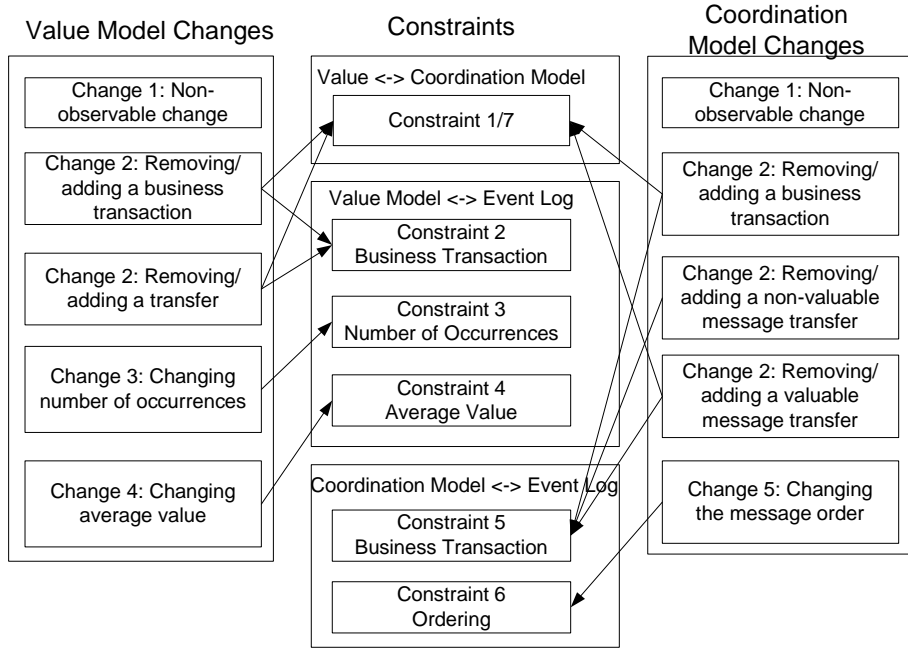 Value Model Changes
Change 1: Non-
observable change
Change 2: Removing/
adding a business
transaction
Change 2: Removing/
adding a transfer
Change 3: Changing
number of occurrences
Change 4: Changing
average value
Constraints
Value <-> Coordination Model
Constraint 1/7
Value Model <-> Event Log
Constraint 2
Business Transaction
Constraint 3
Number of Occurrences
Constraint 4
Average Value
Coordination Model <-> Event Log
Constraint 5
Business Transaction
Constraint 6
Ordering
Coordination
Model Changes
Change 1: Non-
observable change
Change 2: Removing/
adding a business
transaction
Change 2: Removing/
adding a non-valuable
message transfer
Change 2: Removing/
adding a valuable
message transfer
Change 5: Changing
the message order